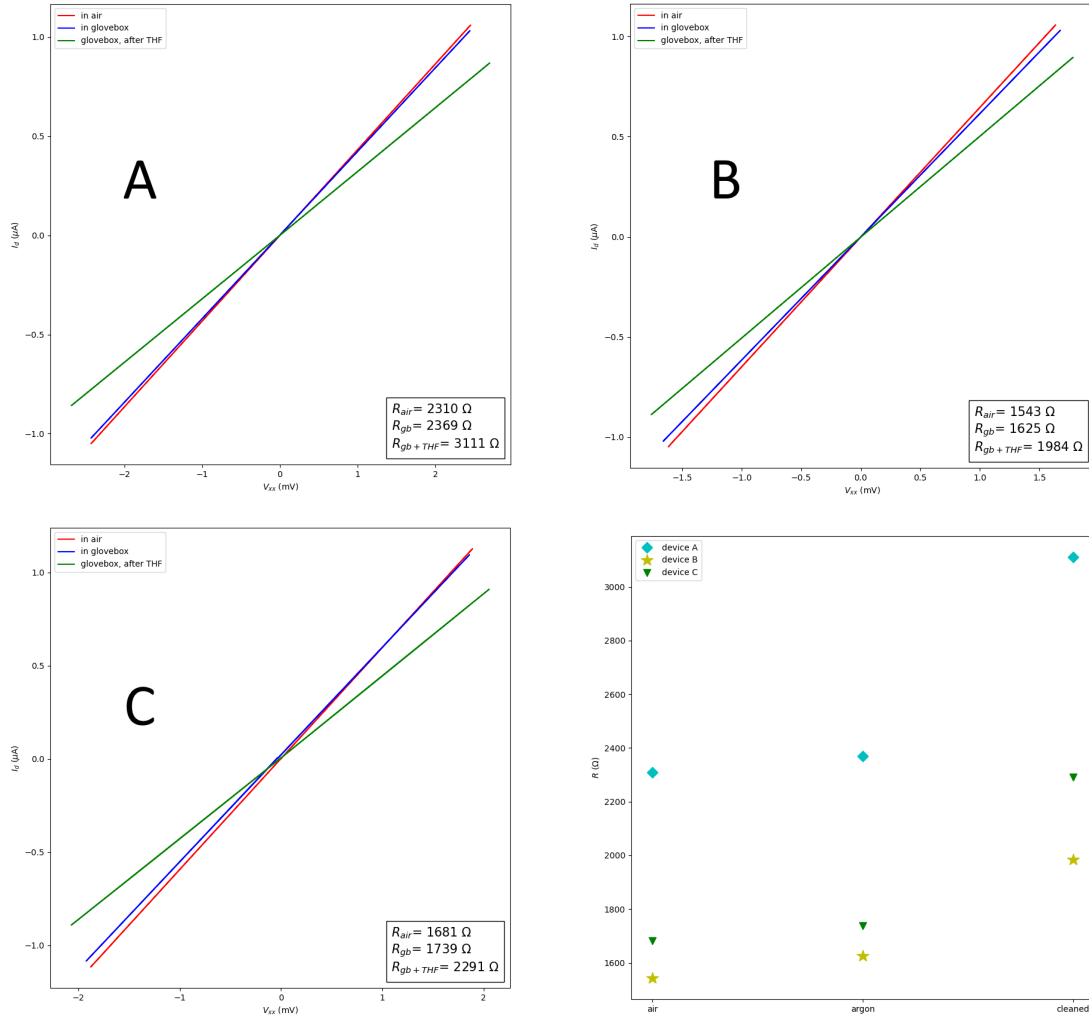 in air
in glovebox
glovebox, after THF
A
1.0
0.5
0.0
−0.5
−1.0
I_d (μA)
−2
−1
0
1
2
V_xx (mV)
R_air= 2310 Ω
R_gb= 2369 Ω
R_gb+THF= 3111 Ω
in air
in glovebox
glovebox, after THF
B
1.0
0.5
0.0
−0.5
−1.0
I_d (μA)
−1.5
−1.0
−0.5
0.0
0.5
1.0
1.5
V_xx (mV)
R_air= 1543 Ω
R_gb= 1625 Ω
R_gb+THF= 1984 Ω
in air
in glovebox
glovebox, after THF
C
1.0
0.5
0.0
−0.5
−1.0
I_d (μA)
−2
−1
0
1
2
V_xx (mV)
R_air= 1681 Ω
R_gb= 1739 Ω
R_gb+THF= 2291 Ω
device A
device B
device C
3000
2800
2600
2400
2200
2000
1800
1600
R (Ω)
air
argon
cleaned